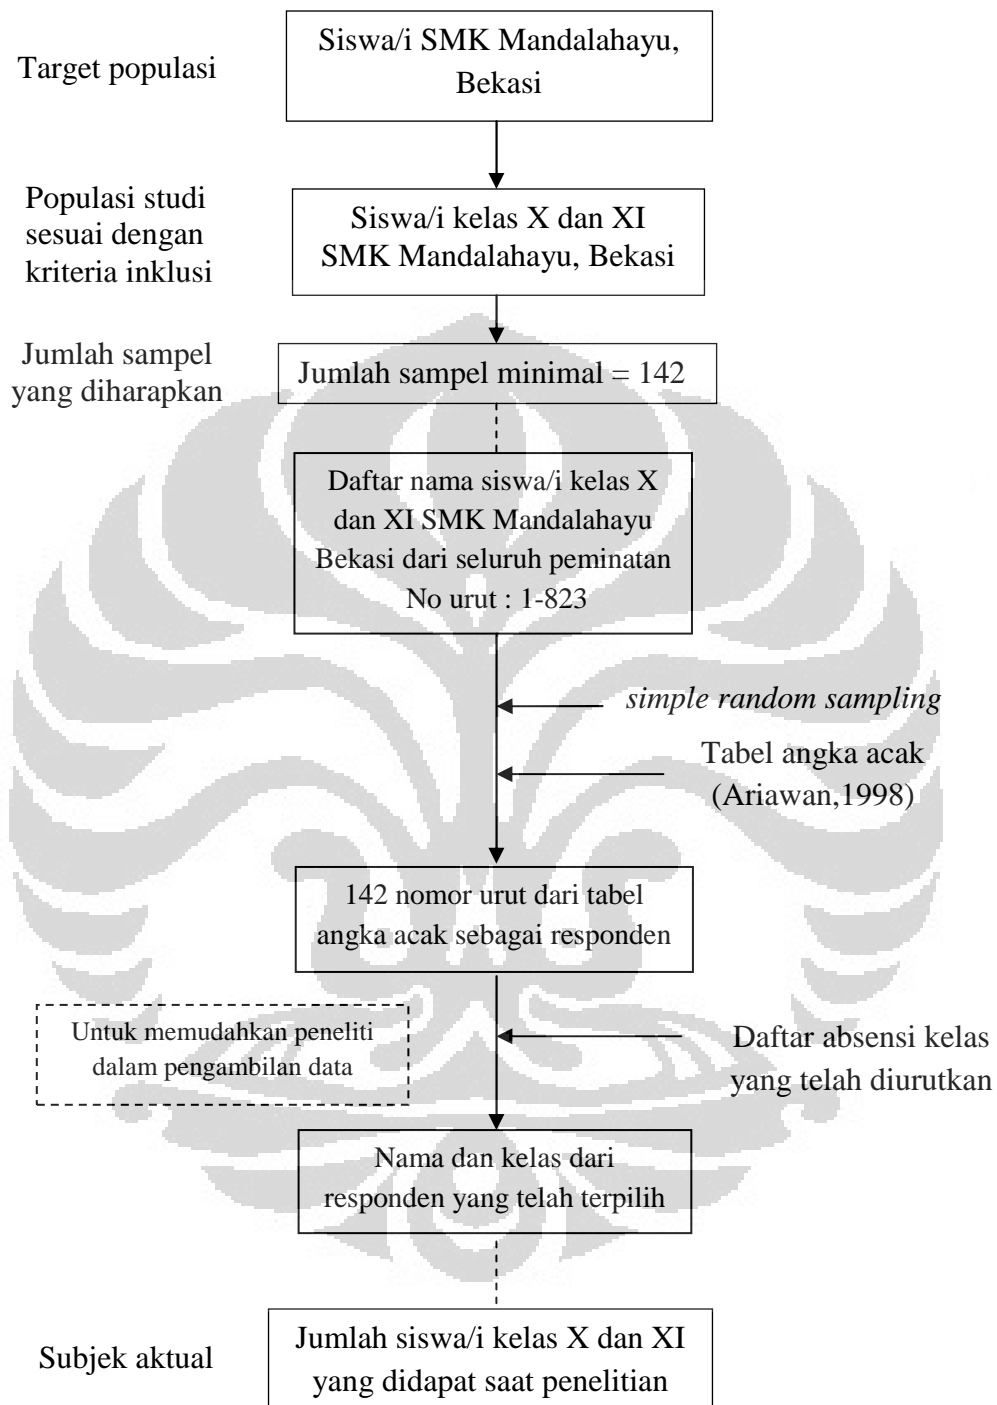 Target populasi
Siswa/i SMK Mandalahayu,
Bekasi
Populasi studi
sesuai dengan
kriteria inklusi
Siswa/i kelas X dan XI
SMK Mandalahayu, Bekasi
Jumlah sampel
yang diharapkan
Jumlah sampel minimal = 142
Daftar nama siswa/i kelas X
dan XI SMK Mandalahayu
Bekasi dari seluruh peminatan
No urut : 1-823
simple random sampling
Tabel angka acak
(Ariawan,1998)
142 nomor urut dari tabel
angka acak sebagai responden
Untuk memudahkan peneliti
dalam pengambilan data
Daftar absensi kelas
yang telah diurutkan
Nama dan kelas dari
responden yang telah terpilih
Subjek aktual
Jumlah siswa/i kelas X dan XI
yang didapat saat penelitian